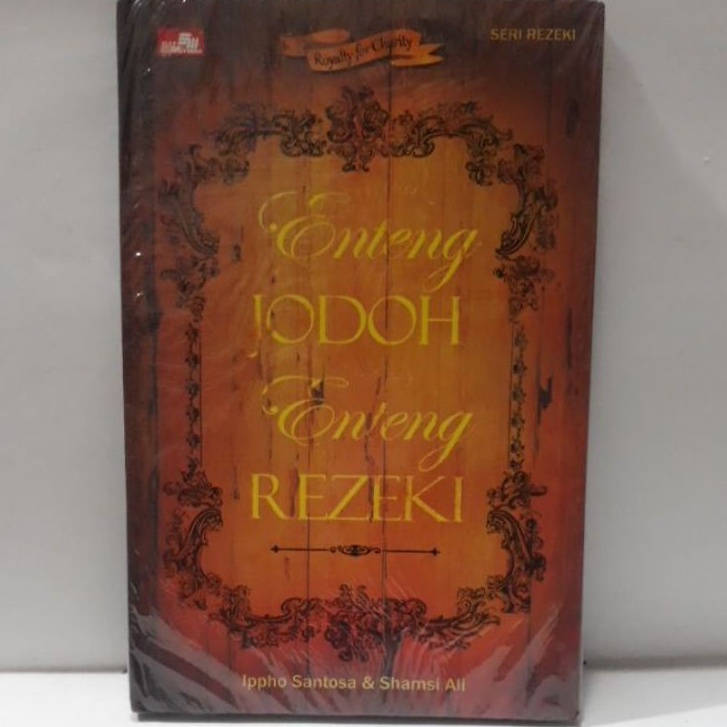 Royalty for Charity
SERI REZEKI
Enteng
JODOH
Enteng
REZEKI
Ippho Santosa & Shamsi Ali